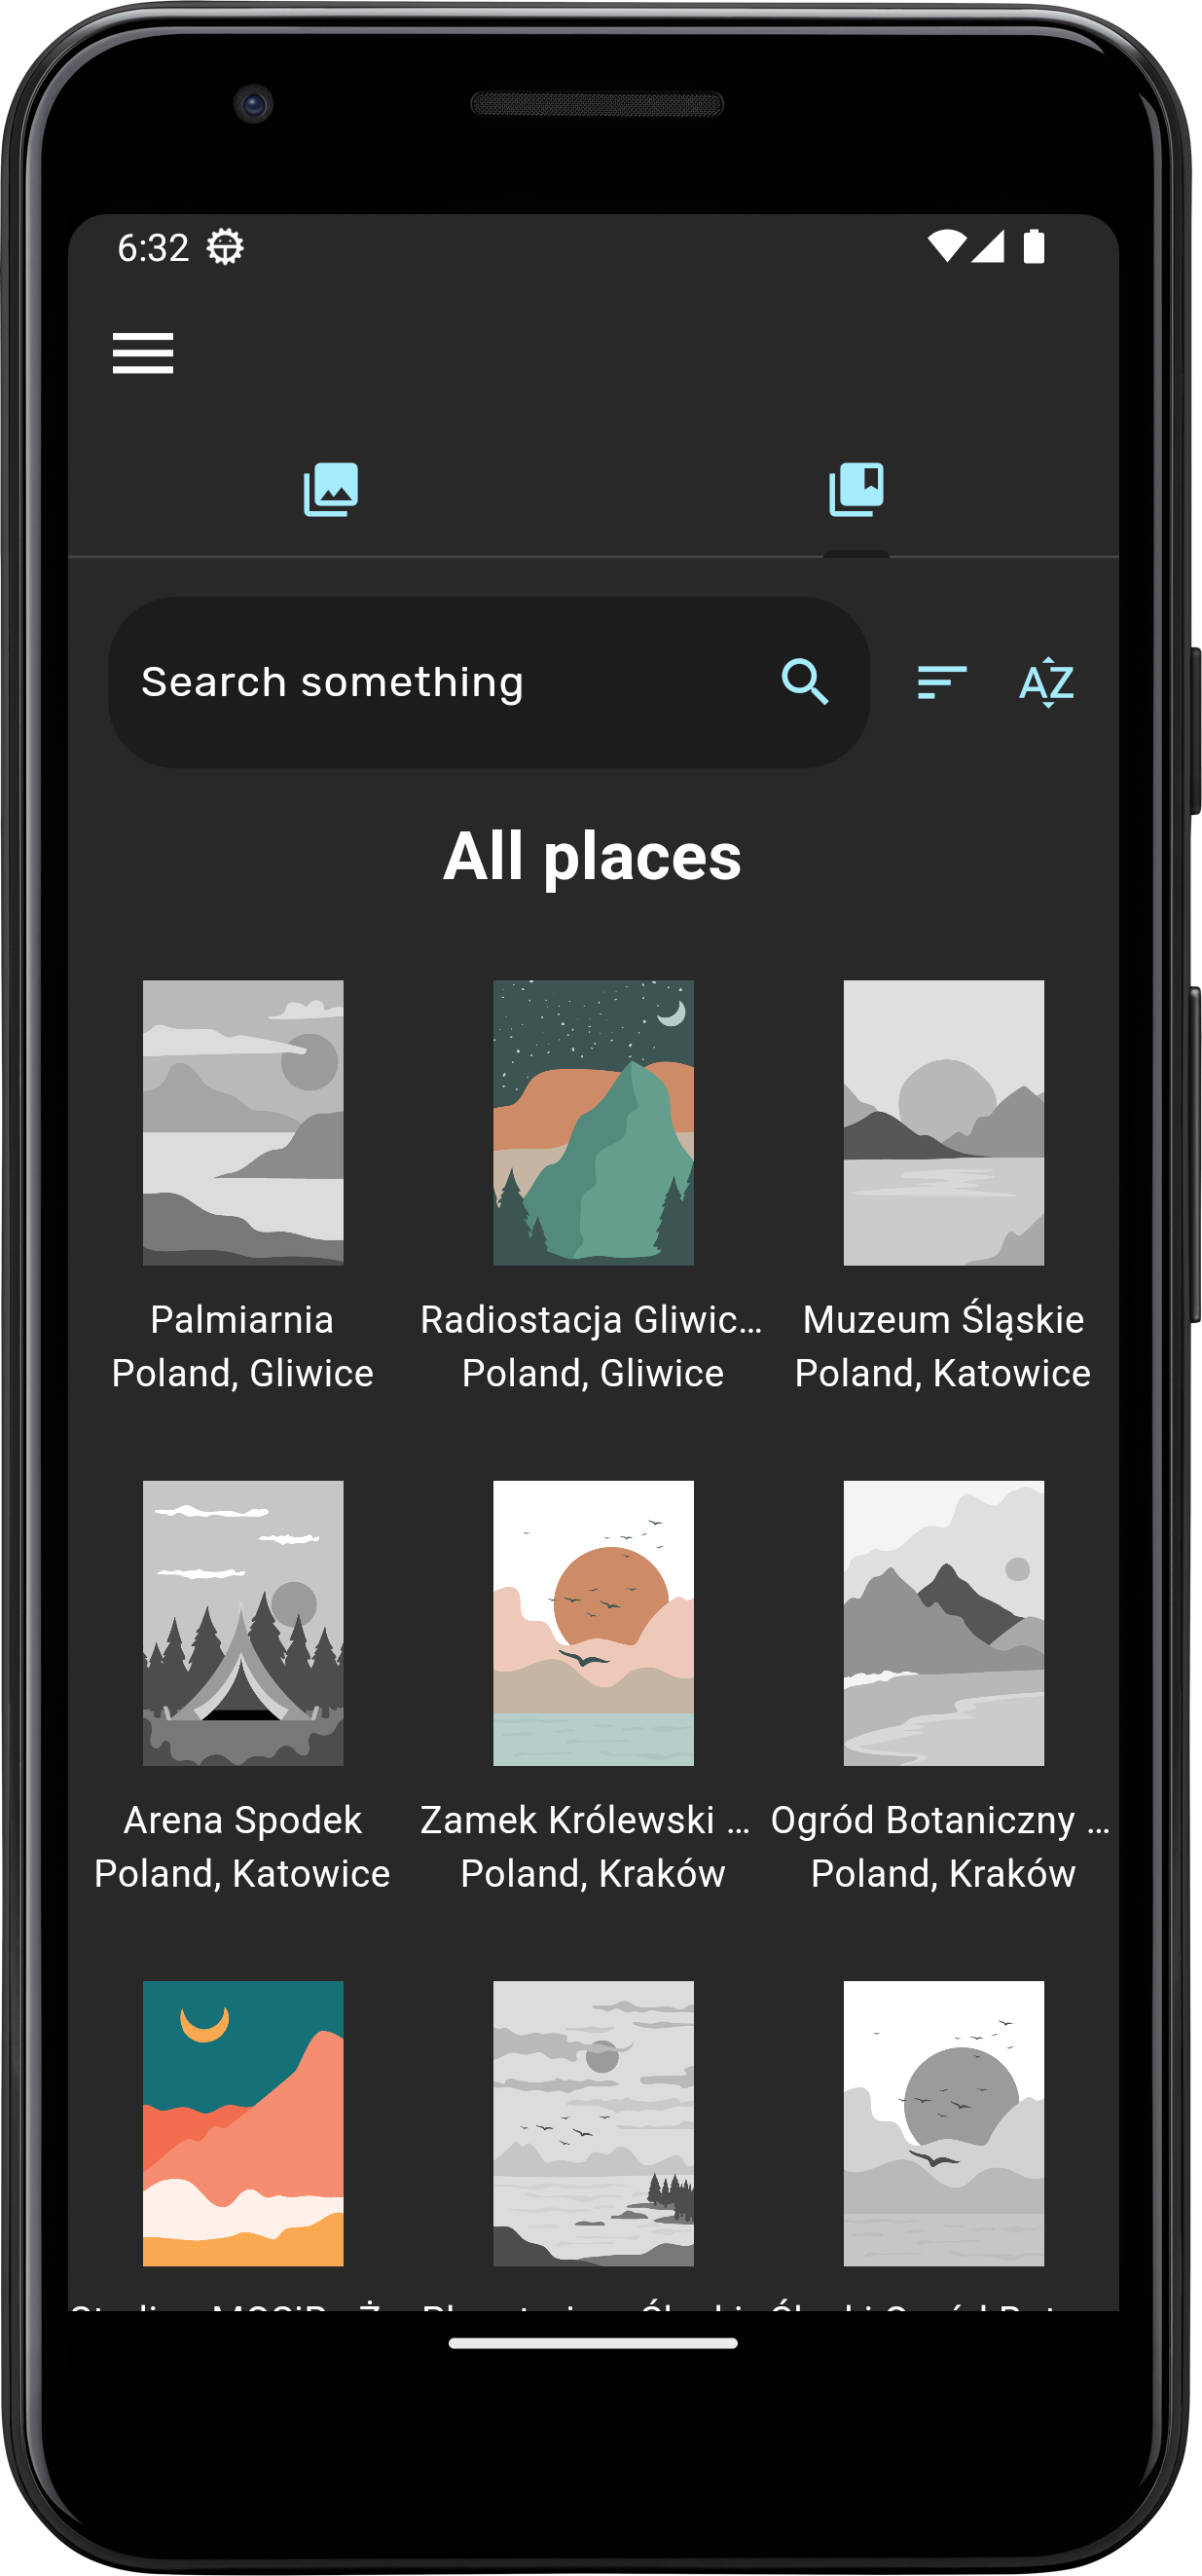 6:32
Search something
AZ
All places
Palmiarnia
Poland, Gliwice
Radiostacja Gliwic...
Poland, Gliwice
Muzeum Śląskie
Poland, Katowice
Arena Spodek
Poland, Katowice
Zamek Królewski ...
Poland, Kraków
Ogród Botaniczny ...
Poland, Kraków